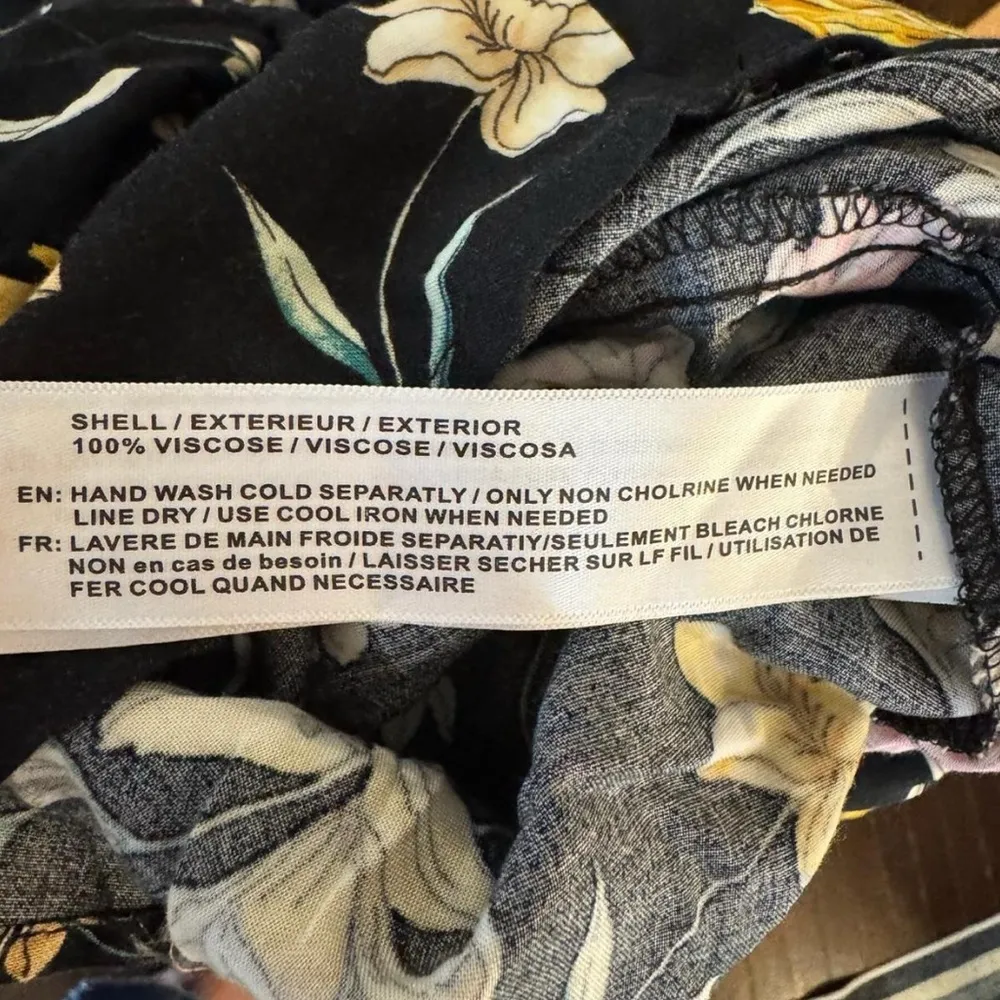 SHELL / EXTERIEUR / EXTERIOR
100% VISCOSE / VISCOSE / VISCOSA
EN: HAND WASH COLD SEPARATLY / ONLY NON CHOLRINE WHEN NEEDED
LINE DRY / USE COOL IRON WHEN NEEDED
FR: LAVERE DE MAIN FROIDE SEPARATIY/SEULEMENT BLEACH CHLORNE
NON en cas de besoin / LAISSER SECHER SUR LF FIL / UTILISATION DE
FER COOL QUAND NECESSAIRE